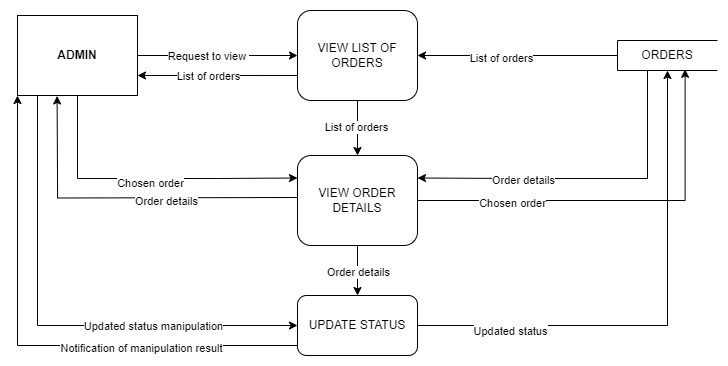 ADMIN
Request to view
VIEW LIST OF
ORDERS
List of orders
ORDERS
List of orders
List of orders
Chosen order
Order details
VIEW ORDER
DETAILS
Order details
Chosen order
Order details
Updated status manipulation
UPDATE STATUS
Updated status
Notification of manipulation result